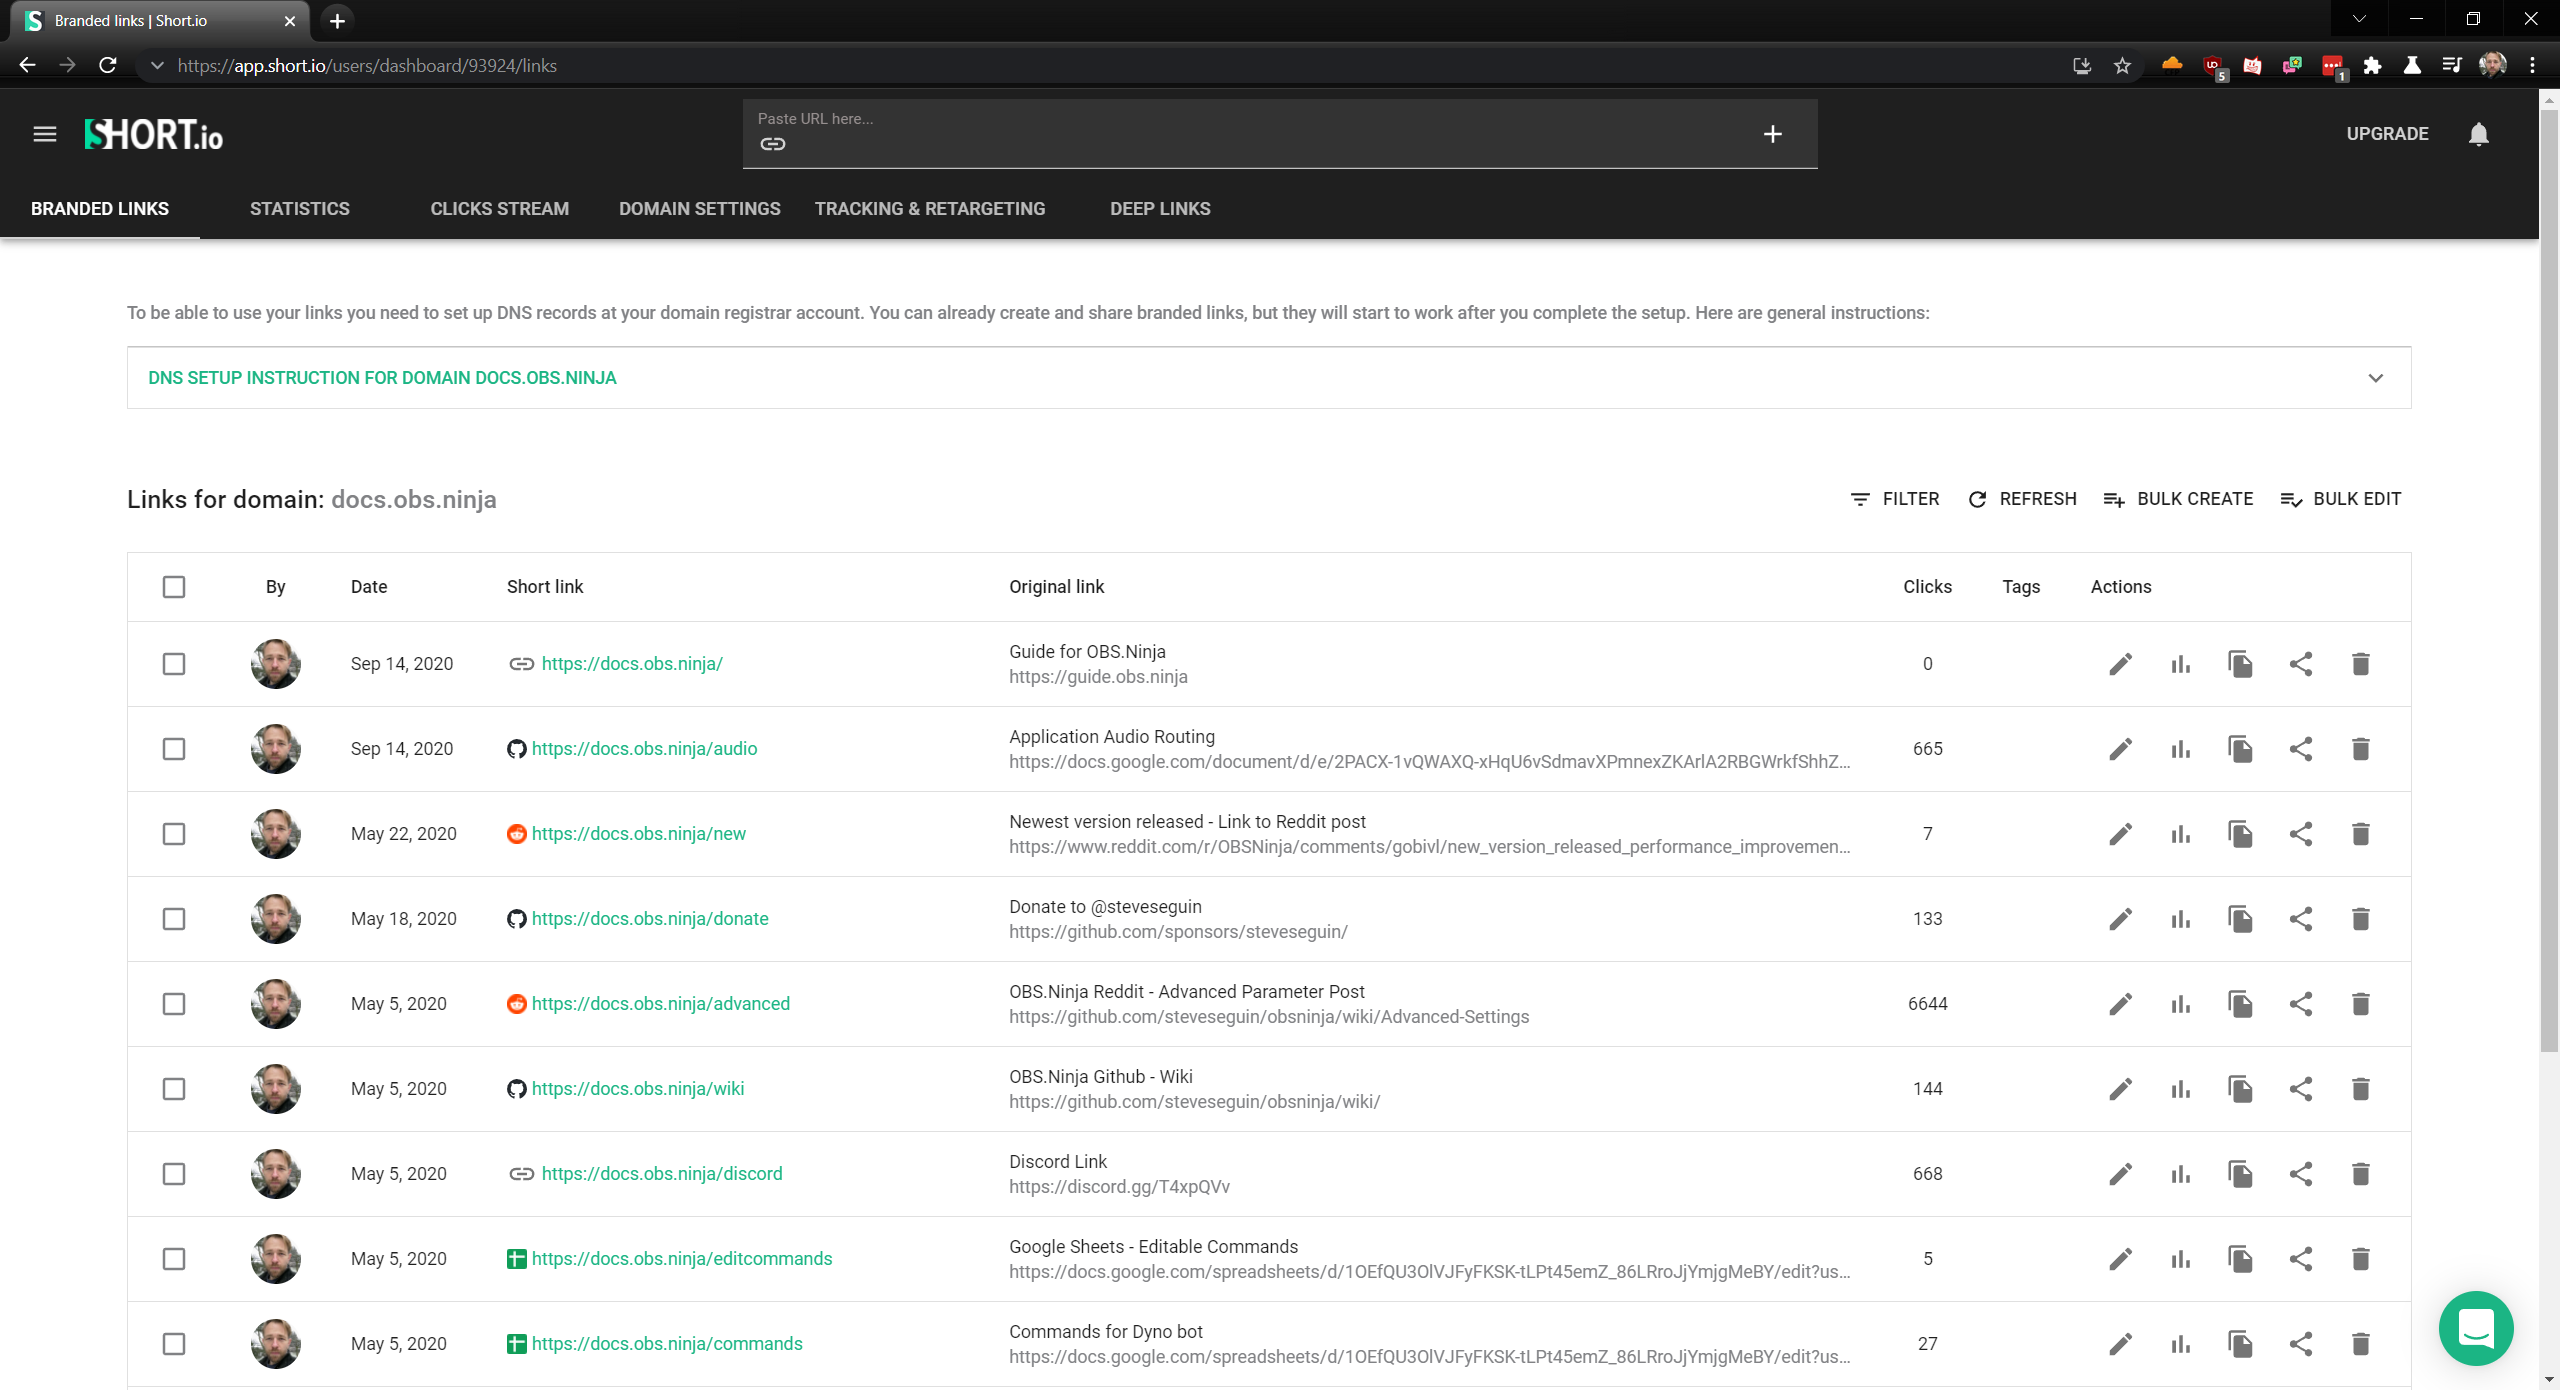 Branded links | Short.io
https://app.short.io/users/dashboard/93924/links
5
1
SHORT.io
Paste URL here...
UPGRADE
BRANDED LINKS STATISTICS CLICKS STREAM DOMAIN SETTINGS TRACKING & RETARGETING DEEP LINKS
To be able to use your links you need to set up DNS records at your domain registrar account. You can already create and share branded links, but they will start to work after you complete the setup. Here are general instructions:
DNS SETUP INSTRUCTION FOR DOMAIN DOCS.OBS.NINJA
Links for domain: docs.obs.ninja
FILTER REFRESH BULK CREATE BULK EDIT
By Date Short link Original link Clicks Tags Actions
Sep 14, 2020 https://docs.obs.ninja/ Guide for OBS.Ninja 0
https://guide.obs.ninja
Sep 14, 2020 https://docs.obs.ninja/audio Application Audio Routing 665
https://docs.google.com/document/d/e/2PACX-1vQWAXQ-xHqU6vSdmavXPmnexZKArlA2RBGWrkfShhZ...
May 22, 2020 https://docs.obs.ninja/new Newest version released - Link to Reddit post 7
https://www.reddit.com/r/OBSNinja/comments/gobivl/new_version_released_performance_improvemen...
May 18, 2020 https://docs.obs.ninja/donate Donate to @steveseguin 133
https://github.com/sponsors/steveseguin/
May 5, 2020 https://docs.obs.ninja/advanced OBS.Ninja Reddit - Advanced Parameter Post 6644
https://github.com/steveseguin/obsninja/wiki/Advanced-Settings
May 5, 2020 https://docs.obs.ninja/wiki OBS.Ninja Github - Wiki 144
https://github.com/steveseguin/obsninja/wiki/
May 5, 2020 https://docs.obs.ninja/discord Discord Link 668
https://discord.gg/T4xpQVv
May 5, 2020 https://docs.obs.ninja/editcommands Google Sheets - Editable Commands 5
https://docs.google.com/spreadsheets/d/1OEfQU3OlVJFyFKSK-tLPt45emZ_86LRroJjYmjgMeBY/edit?us...
May 5, 2020 https://docs.obs.ninja/commands Commands for Dyno bot 27
https://docs.google.com/spreadsheets/d/1OEfQU3OlVJFyFKSK-tLPt45emZ_86LRroJjYmjgMeBY/edit?us...